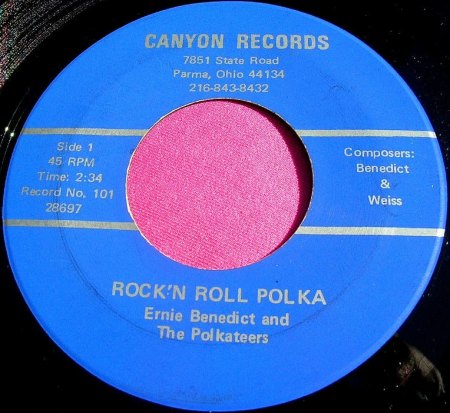 CANYON RECORDS
7851 State Road
Parma, Ohio 44134
216-843-8432
Side 1
45 RPM
Time: 2:34
Record No. 101
28697
Composers:
Benedict
&
Weiss
ROCK'N ROLL POLKA
Ernie Benedict and
The Polkateers